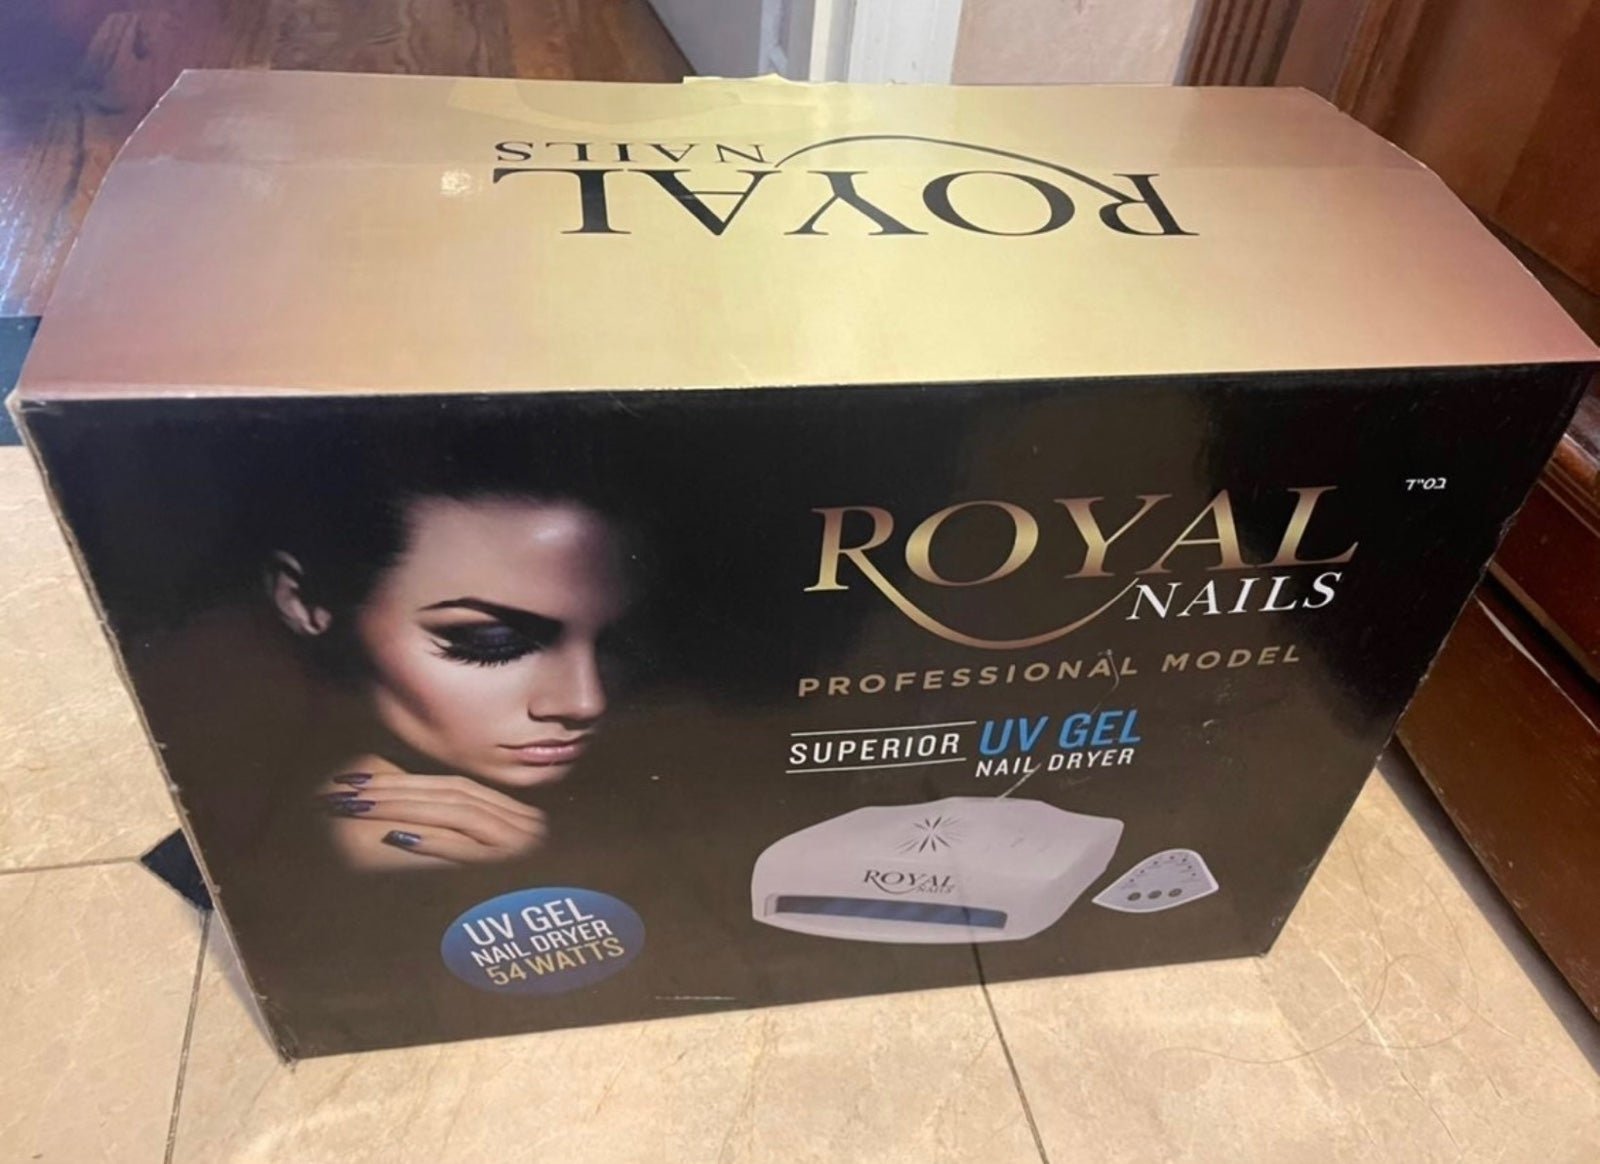 ROYAL
NAILS
בס"ד
ROYAL
NAILS
PROFESSIONAL MODEL
SUPERIOR UV GEL
NAIL DRYER
ROYAL
NAILS
UV GEL
NAIL DRYER
54 WATTS